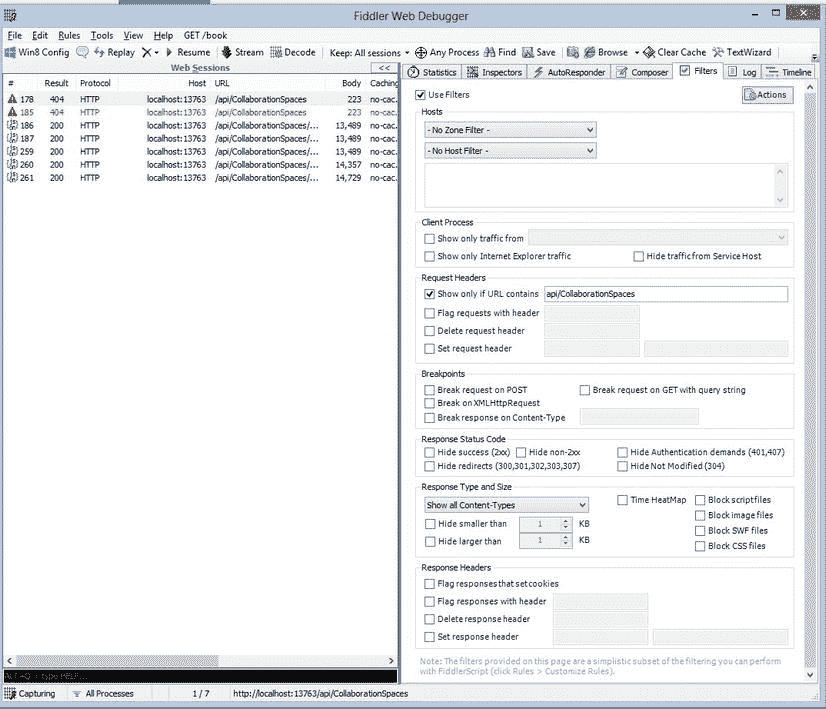 Fiddler Web Debugger
File Edit Rules Tools View Help GET /book
Win8 Config Replay Resume Stream Decode Keep: All sessions Any Process Find Save Browse Clear Cache TextWizard
Web Sessions <<
# Result Protocol Host URL Body Caching
178 404 HTTP localhost:13763 /api/CollaborationSpaces 223 no-cac.
185 404 HTTP localhost:13763 /api/CollaborationSpaces 223 no-cac.
186 200 HTTP localhost:13763 /api/CollaborationSpaces/... 13,489 no-cac.
187 200 HTTP localhost:13763 /api/CollaborationSpaces/... 13,489 no-cac.
259 200 HTTP localhost:13763 /api/CollaborationSpaces/... 13,489 no-cac.
260 200 HTTP localhost:13763 /api/CollaborationSpaces/... 14,357 no-cac.
261 200 HTTP localhost:13763 /api/CollaborationSpaces/... 14,729 no-cac.
Statistics Inspectors AutoResponder Composer Filters Log Timeline
Use Filters Actions
Hosts
- No Zone Filter -
- No Host Filter -
Client Process
Show only traffic from
Show only Internet Explorer traffic Hide traffic from Service Host
Request Headers
Show only if URL contains api/CollaborationSpaces
Flag requests with header
Delete request header
Set request header
Breakpoints
Break request on POST Break request on GET with query string
Break on XMLHttpRequest
Break response on Content-Type
Response Status Code
Hide success (2xx) Hide non-2xx Hide Authentication demands (401,407)
Hide redirects (300,301,302,303,307) Hide Not Modified (304)
Response Type and Size
Show all Content-Types Time HeatMap Block script files
Block image files
Hide smaller than 1 KB
Block SWF files
Hide larger than 1 KB
Block CSS files
Response Headers
Flag responses that set cookies
Flag responses with header
Delete response header
Set response header
Note: The filters provided on this page are a simplistic subset of the filtering you can perform
with FiddlerScript (click Rules > Customize Rules).
ALT+Q > type HELP...
Capturing All Processes 1 / 7 http://localhost:13763/api/CollaborationSpaces